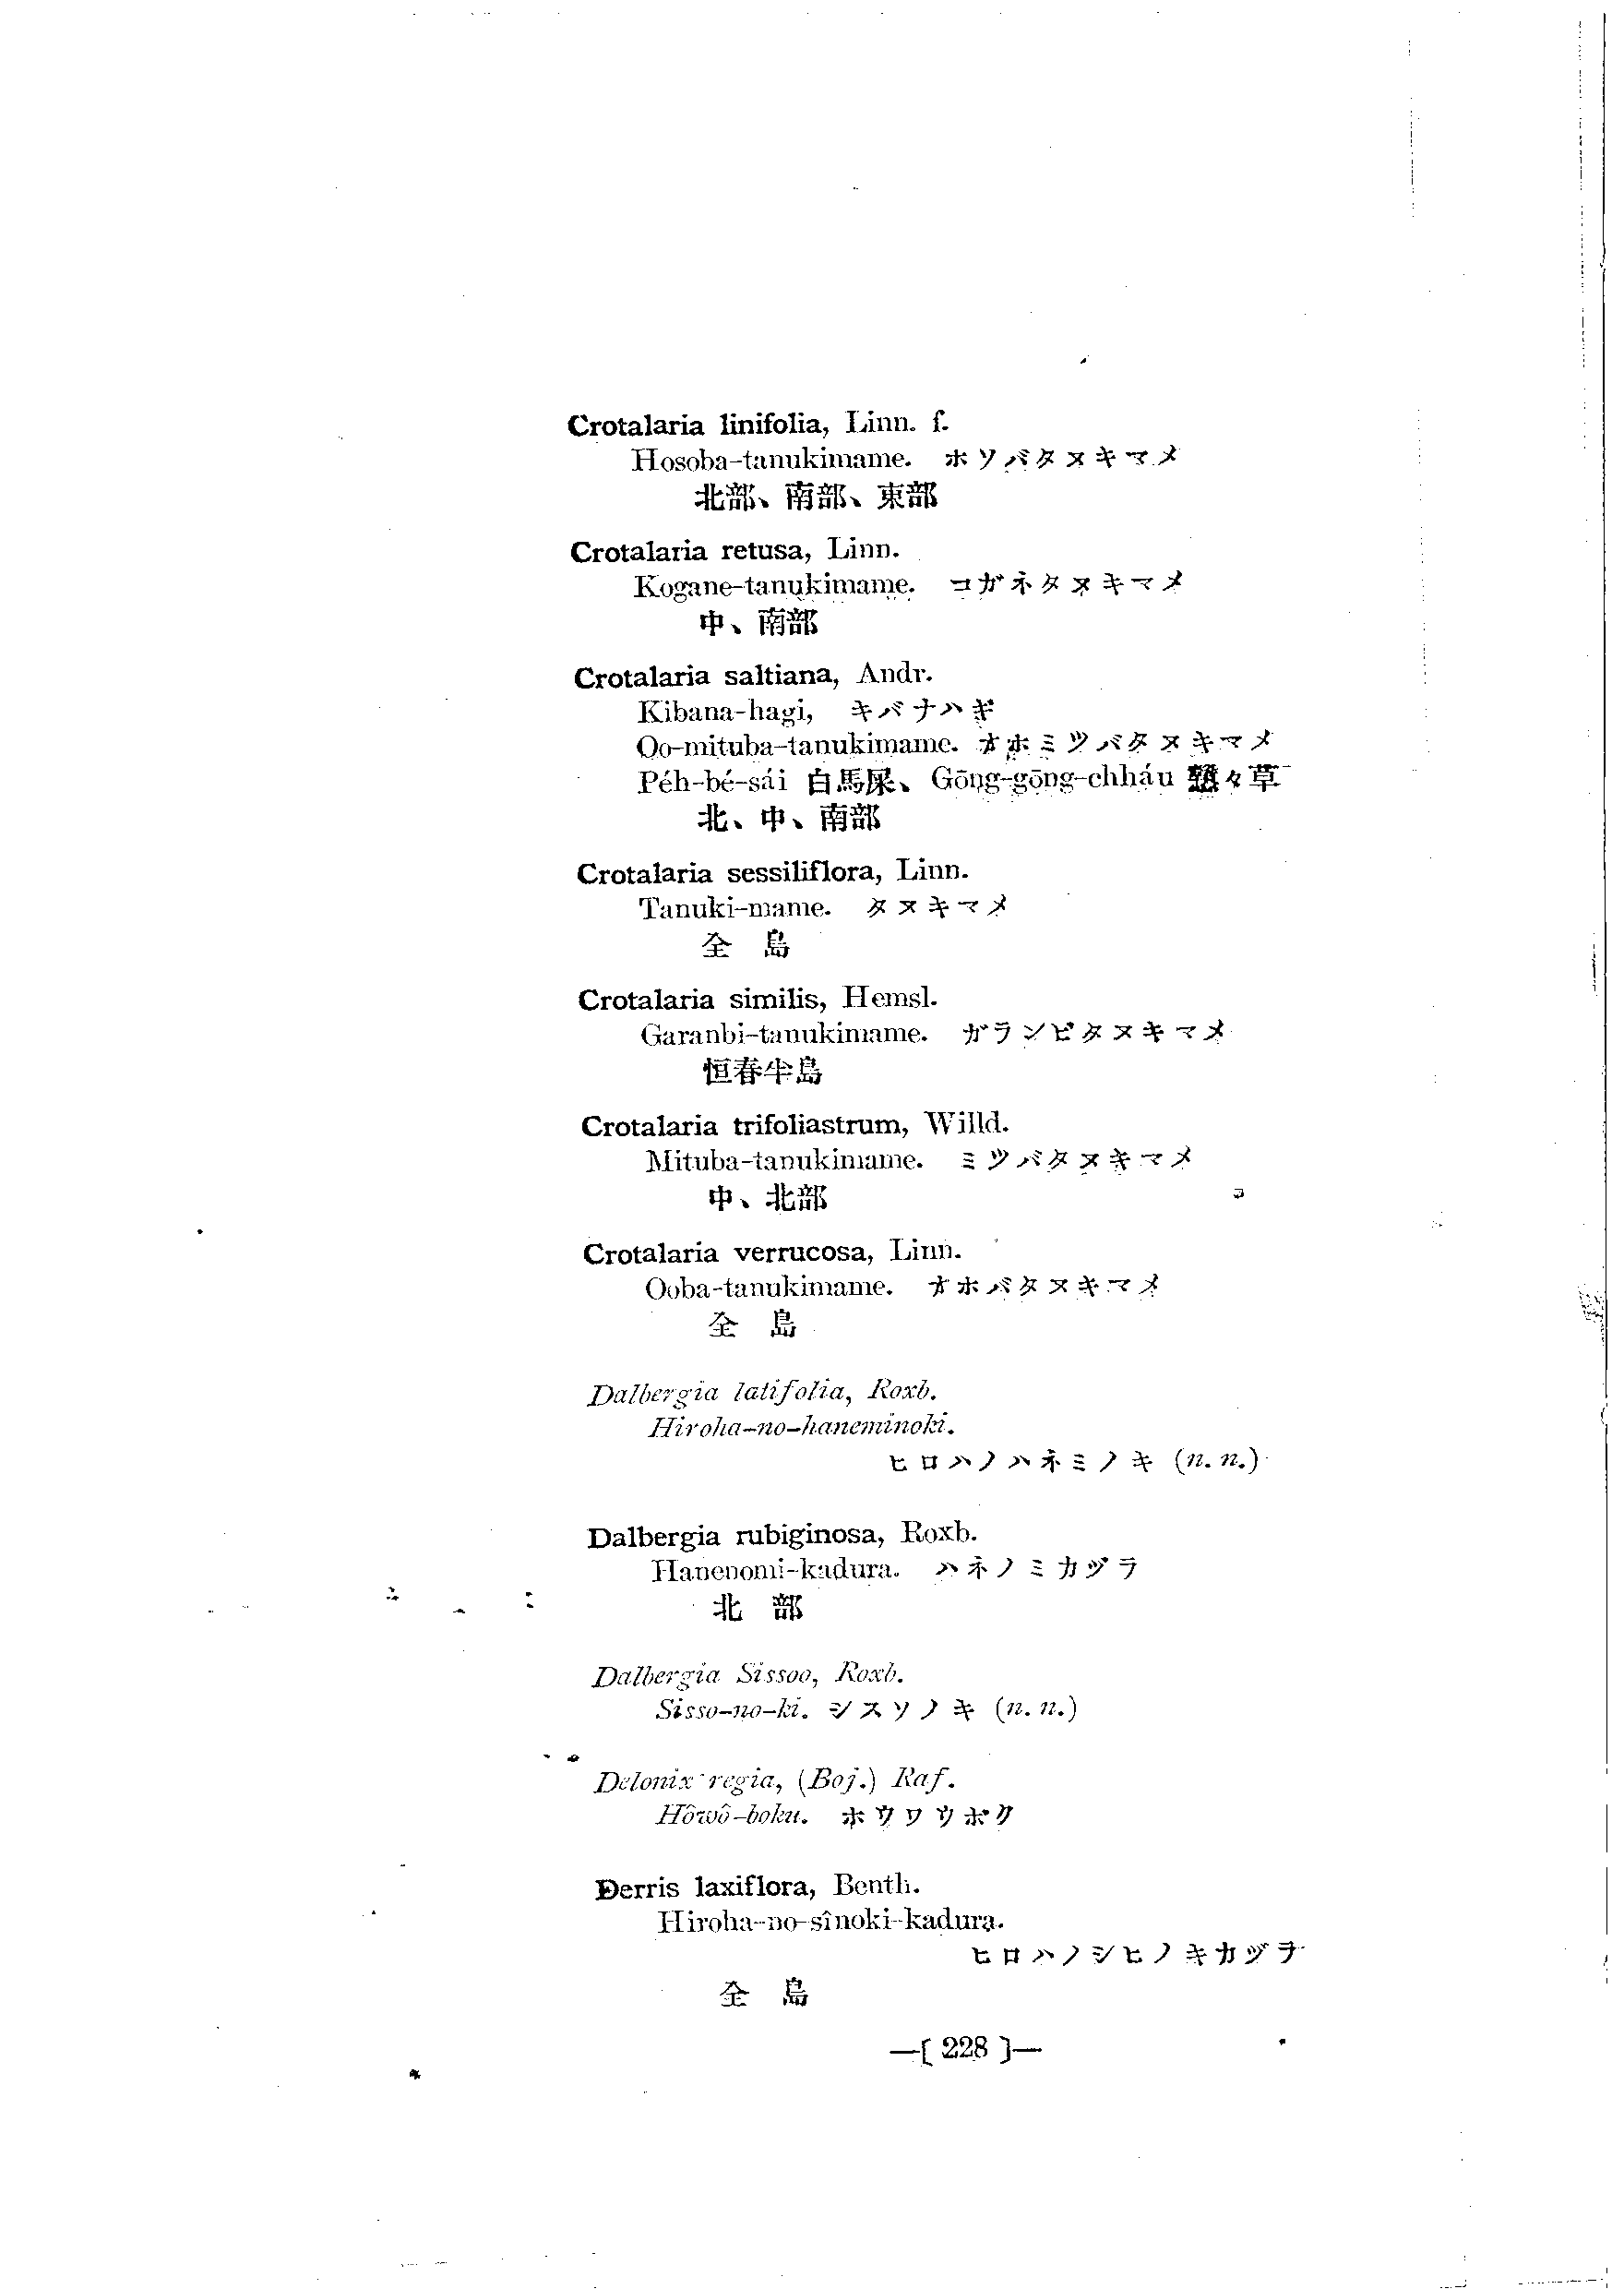 Crotalaria linifolia, Linn. f.
Hosoba-tanukimame. ホソバタヌキマメ
北部、南部、東部
Crotalaria retusa, Linn.
Kogane-tanukimame. コガネタヌキマメ
中、南部
Crotalaria saltiana, Andr.
Kibana-hagi, キバナハギ
Oo-mituba-tanukimame. オホミツバタヌキマメ
Péh-bé-sái 白馬屎、Gōng-gōng-chháu 々草
北、中、南部
Crotalaria sessiliflora, Linn.
Tanuki-mame. タヌキマメ
全島
Crotalaria similis, Hemsl.
Garanbi-tanukimame. ガランビタヌキマメ
恒春半島
Crotalaria trifoliastrum, Willd.
Mituba-tanukimame. ミツバタヌキマメ
中、北部
Crotalaria verrucosa, Linn.
Ooba-tanukimame. オホバタヌキマメ
全島
Dalbergia latifolia, Roxb.
Hiroha-no-haneminoki.
ヒロハノハネミノキ (n. n.)
Dalbergia rubiginosa, Roxb.
Hanenomi-kadura. ハネノミカヅラ
北部
Dalbergia Sissoo, Roxb.
Sisso-no-ki. シスソノキ (n. n.)
Delonix regia, (Boj.) Raf.
Hôwô-boku. ホウワウボク
Derris laxiflora, Benth.
Hiroha-no-sînoki-kadura.
ヒロハノシヒノキカヅラ
全島
—[ 228 ]—